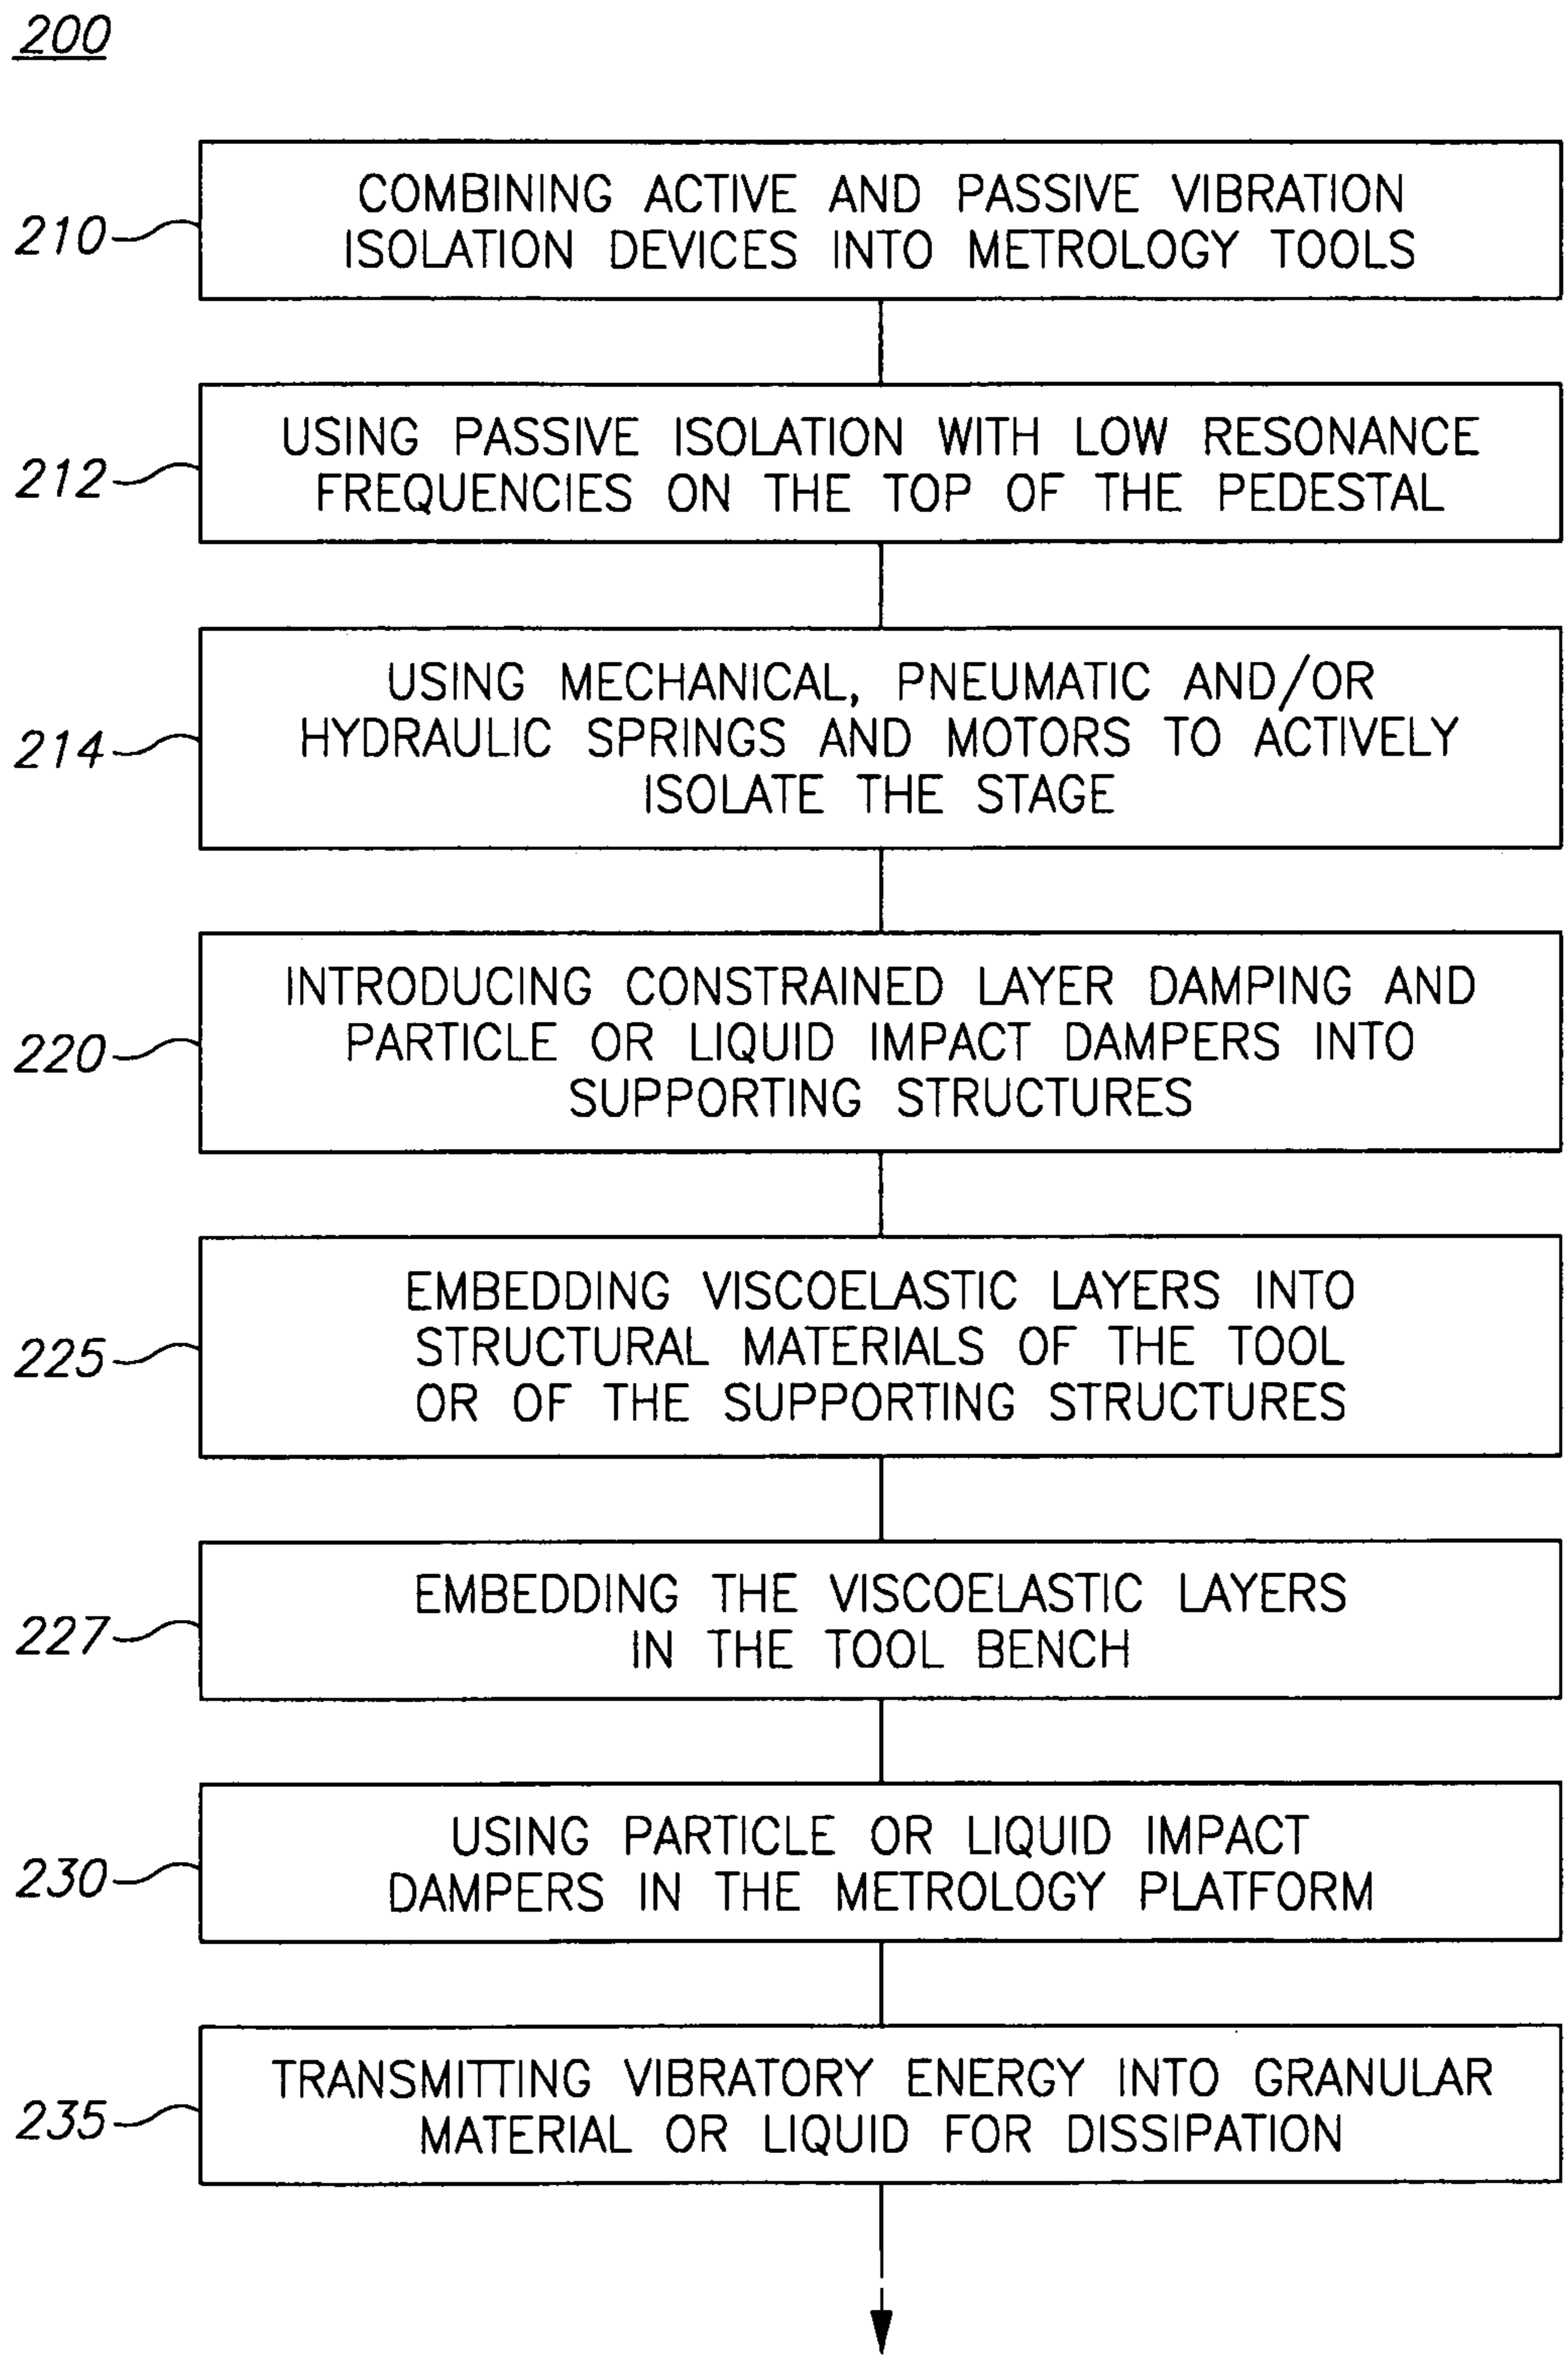 200
210
COMBINING ACTIVE AND PASSIVE VIBRATION
ISOLATION DEVICES INTO METROLOGY TOOLS
212
USING PASSIVE ISOLATION WITH LOW RESONANCE
FREQUENCIES ON THE TOP OF THE PEDESTAL
214
USING MECHANICAL, PNEUMATIC AND/OR
HYDRAULIC SPRINGS AND MOTORS TO ACTIVELY
ISOLATE THE STAGE
220
INTRODUCING CONSTRAINED LAYER DAMPING AND
PARTICLE OR LIQUID IMPACT DAMPERS INTO
SUPPORTING STRUCTURES
225
EMBEDDING VISCOELASTIC LAYERS INTO
STRUCTURAL MATERIALS OF THE TOOL
OR OF THE SUPPORTING STRUCTURES
227
EMBEDDING THE VISCOELASTIC LAYERS
IN THE TOOL BENCH
230
USING PARTICLE OR LIQUID IMPACT
DAMPERS IN THE METROLOGY PLATFORM
235
TRANSMITTING VIBRATORY ENERGY INTO GRANULAR
MATERIAL OR LIQUID FOR DISSIPATION